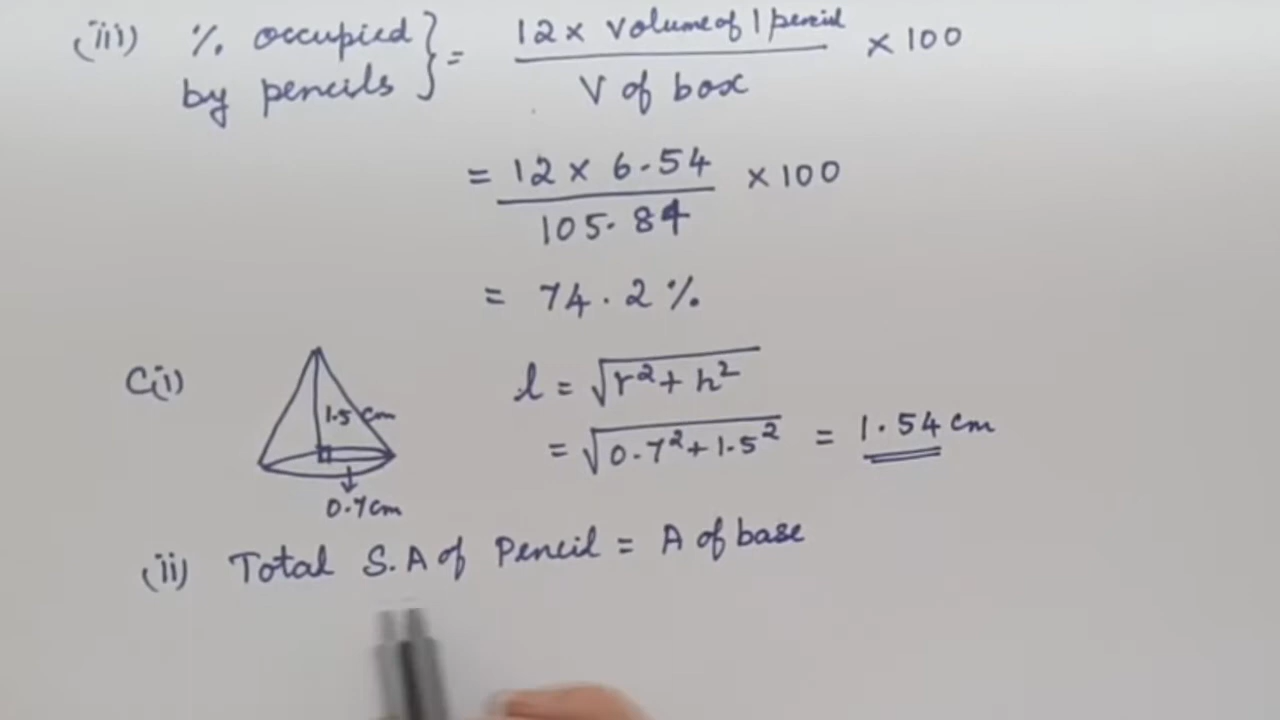 (iii) % occupied by pencils } = 12 x Volume of 1 pencil / V of box x 100
= 12 x 6.54 / 105.84 x 100
= 74.2 %
C(i) 1.5 cm 0.7cm l = √r²+h²
= √0.7²+1.5² = 1.54 cm
(ii) Total S.A of Pencil = A of base